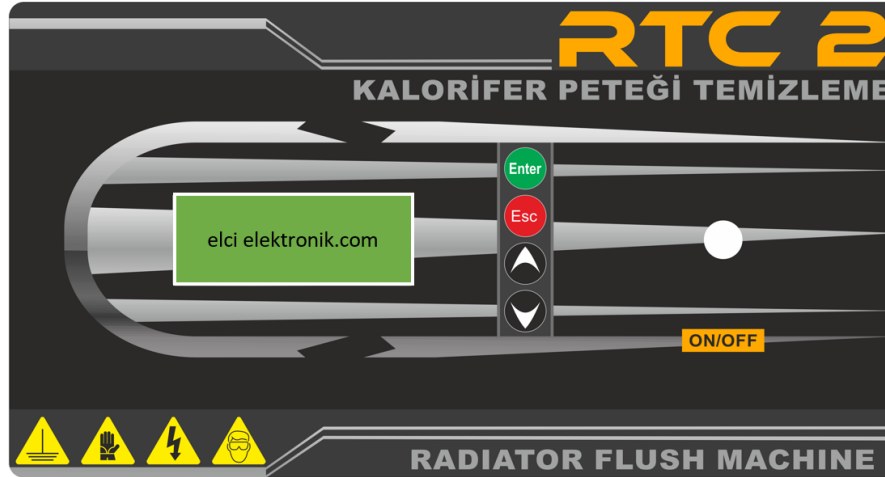 RTC 2
KALORİFER PETEĞİ TEMİZLEME
Enter
elci elektronik.com
Esc
ON/OFF
RADIATOR FLUSH MACHINE